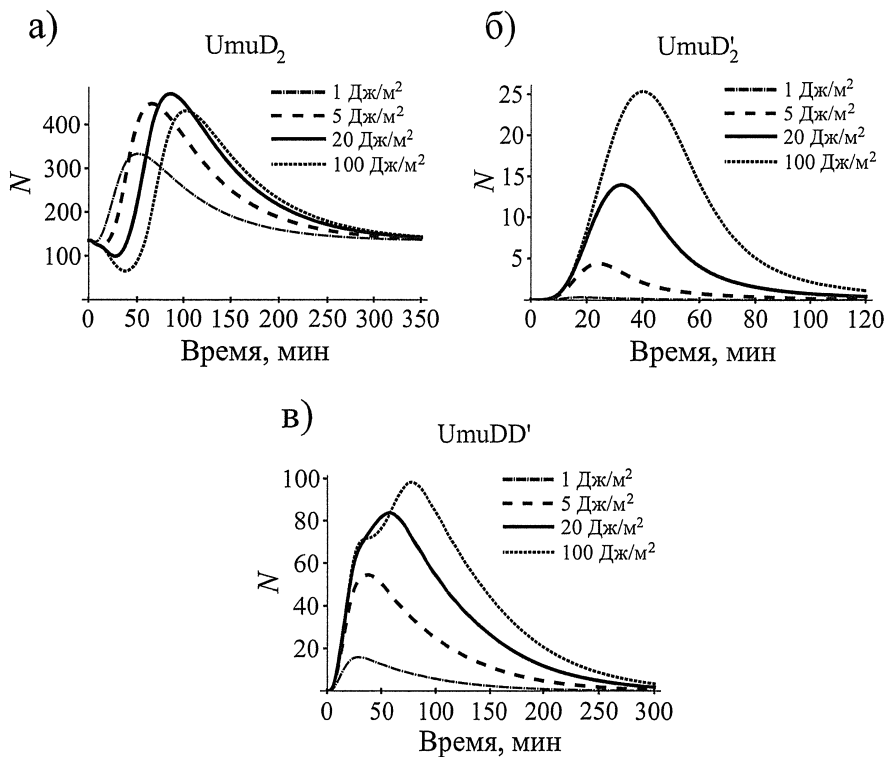 а)
UmuD₂
1 Дж/м²
5 Дж/м²
20 Дж/м²
100 Дж/м²
N
400
300
200
100
0 50 100 150 200 250 300 350
Время, мин
б)
UmuD'₂
1 Дж/м²
5 Дж/м²
20 Дж/м²
100 Дж/м²
N
25
20
15
10
5
0 20 40 60 80 100 120
Время, мин
в)
UmuDD'
1 Дж/м²
5 Дж/м²
20 Дж/м²
100 Дж/м²
N
100
80
60
40
20
0 50 100 150 200 250 300
Время, мин